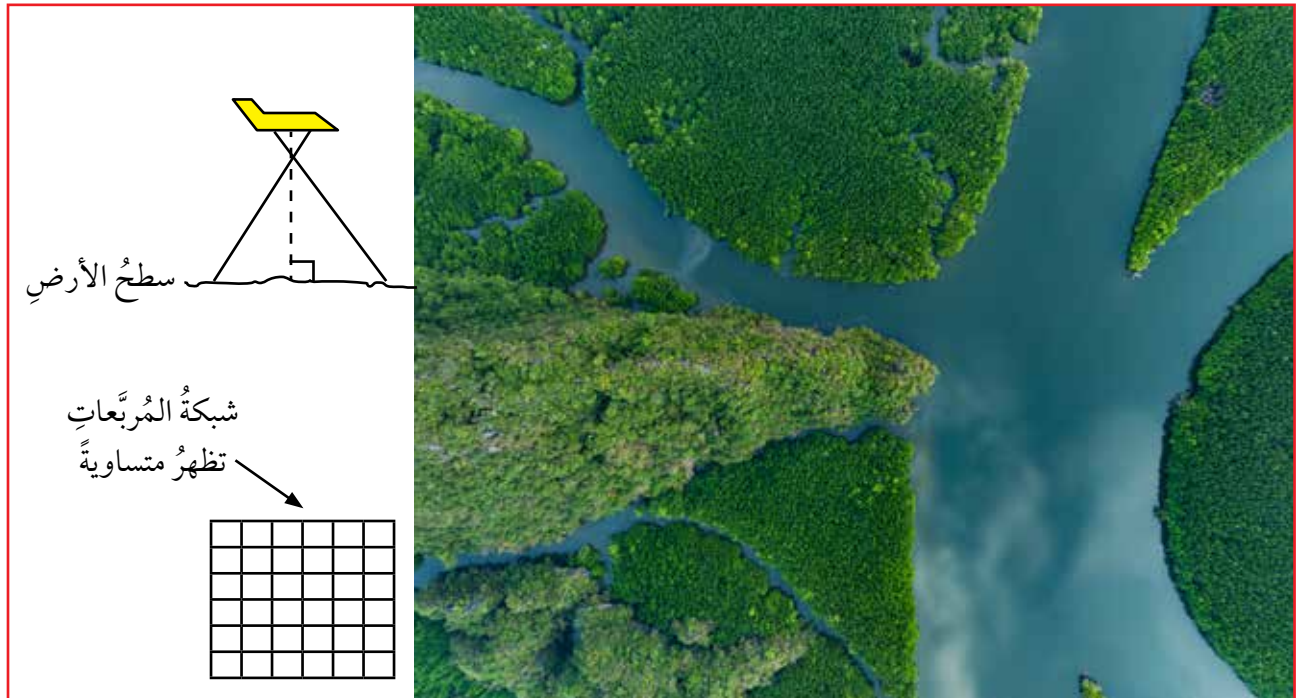 سطحُ الأرضِ
شبكةُ المُربَّعاتِ
تظهرُ متساويةً